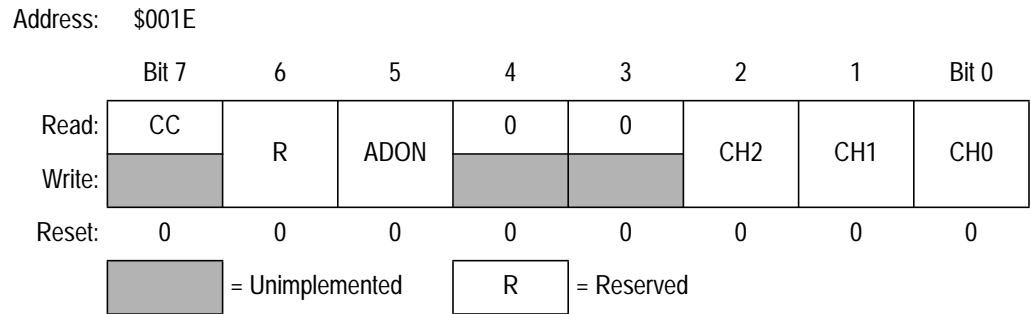 Address: $001E
Bit 7 6 5 4 3 2 1 Bit 0
Read: CC R ADON 0 0 CH2 CH1 CH0
Write:
Reset: 0 0 0 0 0 0 0 0
= Unimplemented R = Reserved